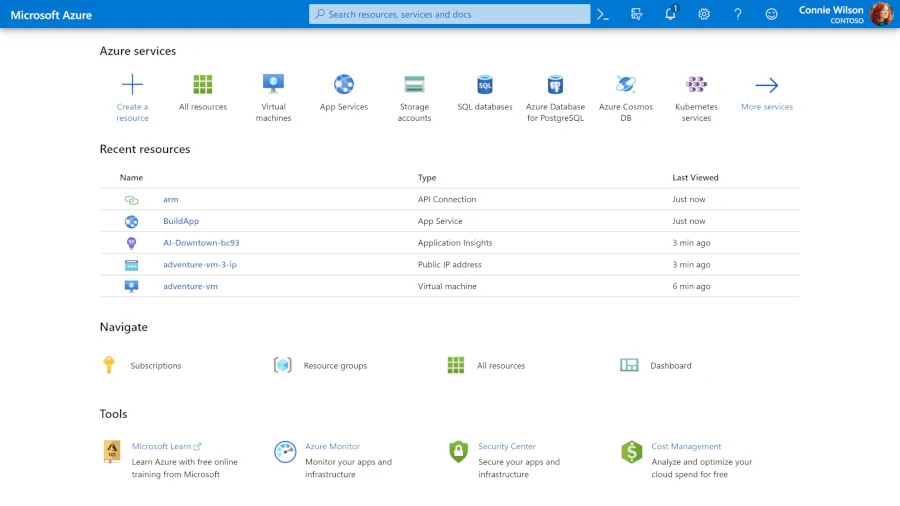 Microsoft Azure
Search resources, services and docs
1
Connie Wilson
CONTOSO
Azure services
Create a
resource
All resources
Virtual
machines
App Services
Storage
accounts
SQL
SQL databases
Azure Database
for PostgreSQL
Azure Cosmos
DB
Kubernetes
services
More services
Recent resources
Name Type Last Viewed
arm API Connection Just now
BuildApp App Service Just now
AI-Downtown-bc93 Application Insights 3 min ago
adventure-vm-3-ip Public IP address 3 min ago
adventure-vm Virtual machine 6 min ago
Navigate
Subscriptions Resource groups All resources Dashboard
Tools
Microsoft Learn
Learn Azure with free online
training from Microsoft
Azure Monitor
Monitor your apps and
infrastructure
Security Center
Secure your apps and
infrastructure
Cost Management
Analyze and optimize your
cloud spend for free